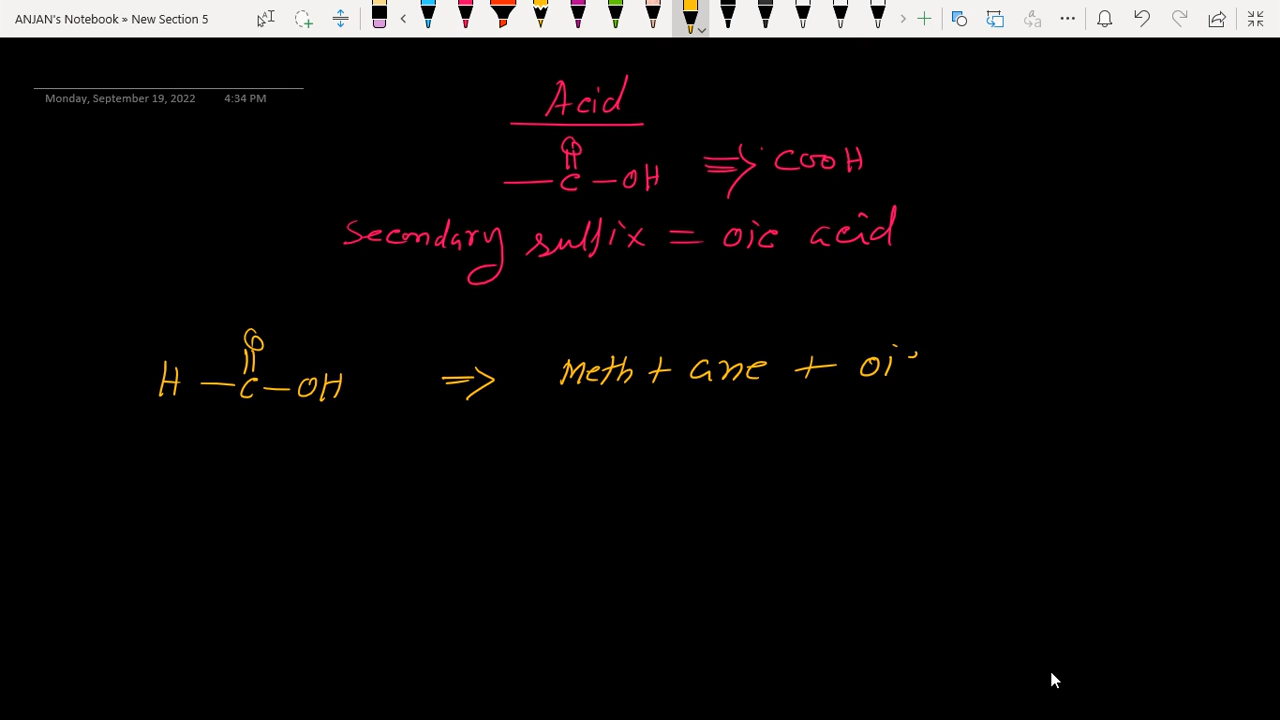 ANJAN's Notebook » New Section 5
Monday, September 19, 2022 4:34 PM
Acid
O
— C — OH ⇒ COOH
Secondary suffix = oic acid
O
H — C — OH ⇒ Meth + ane + oi